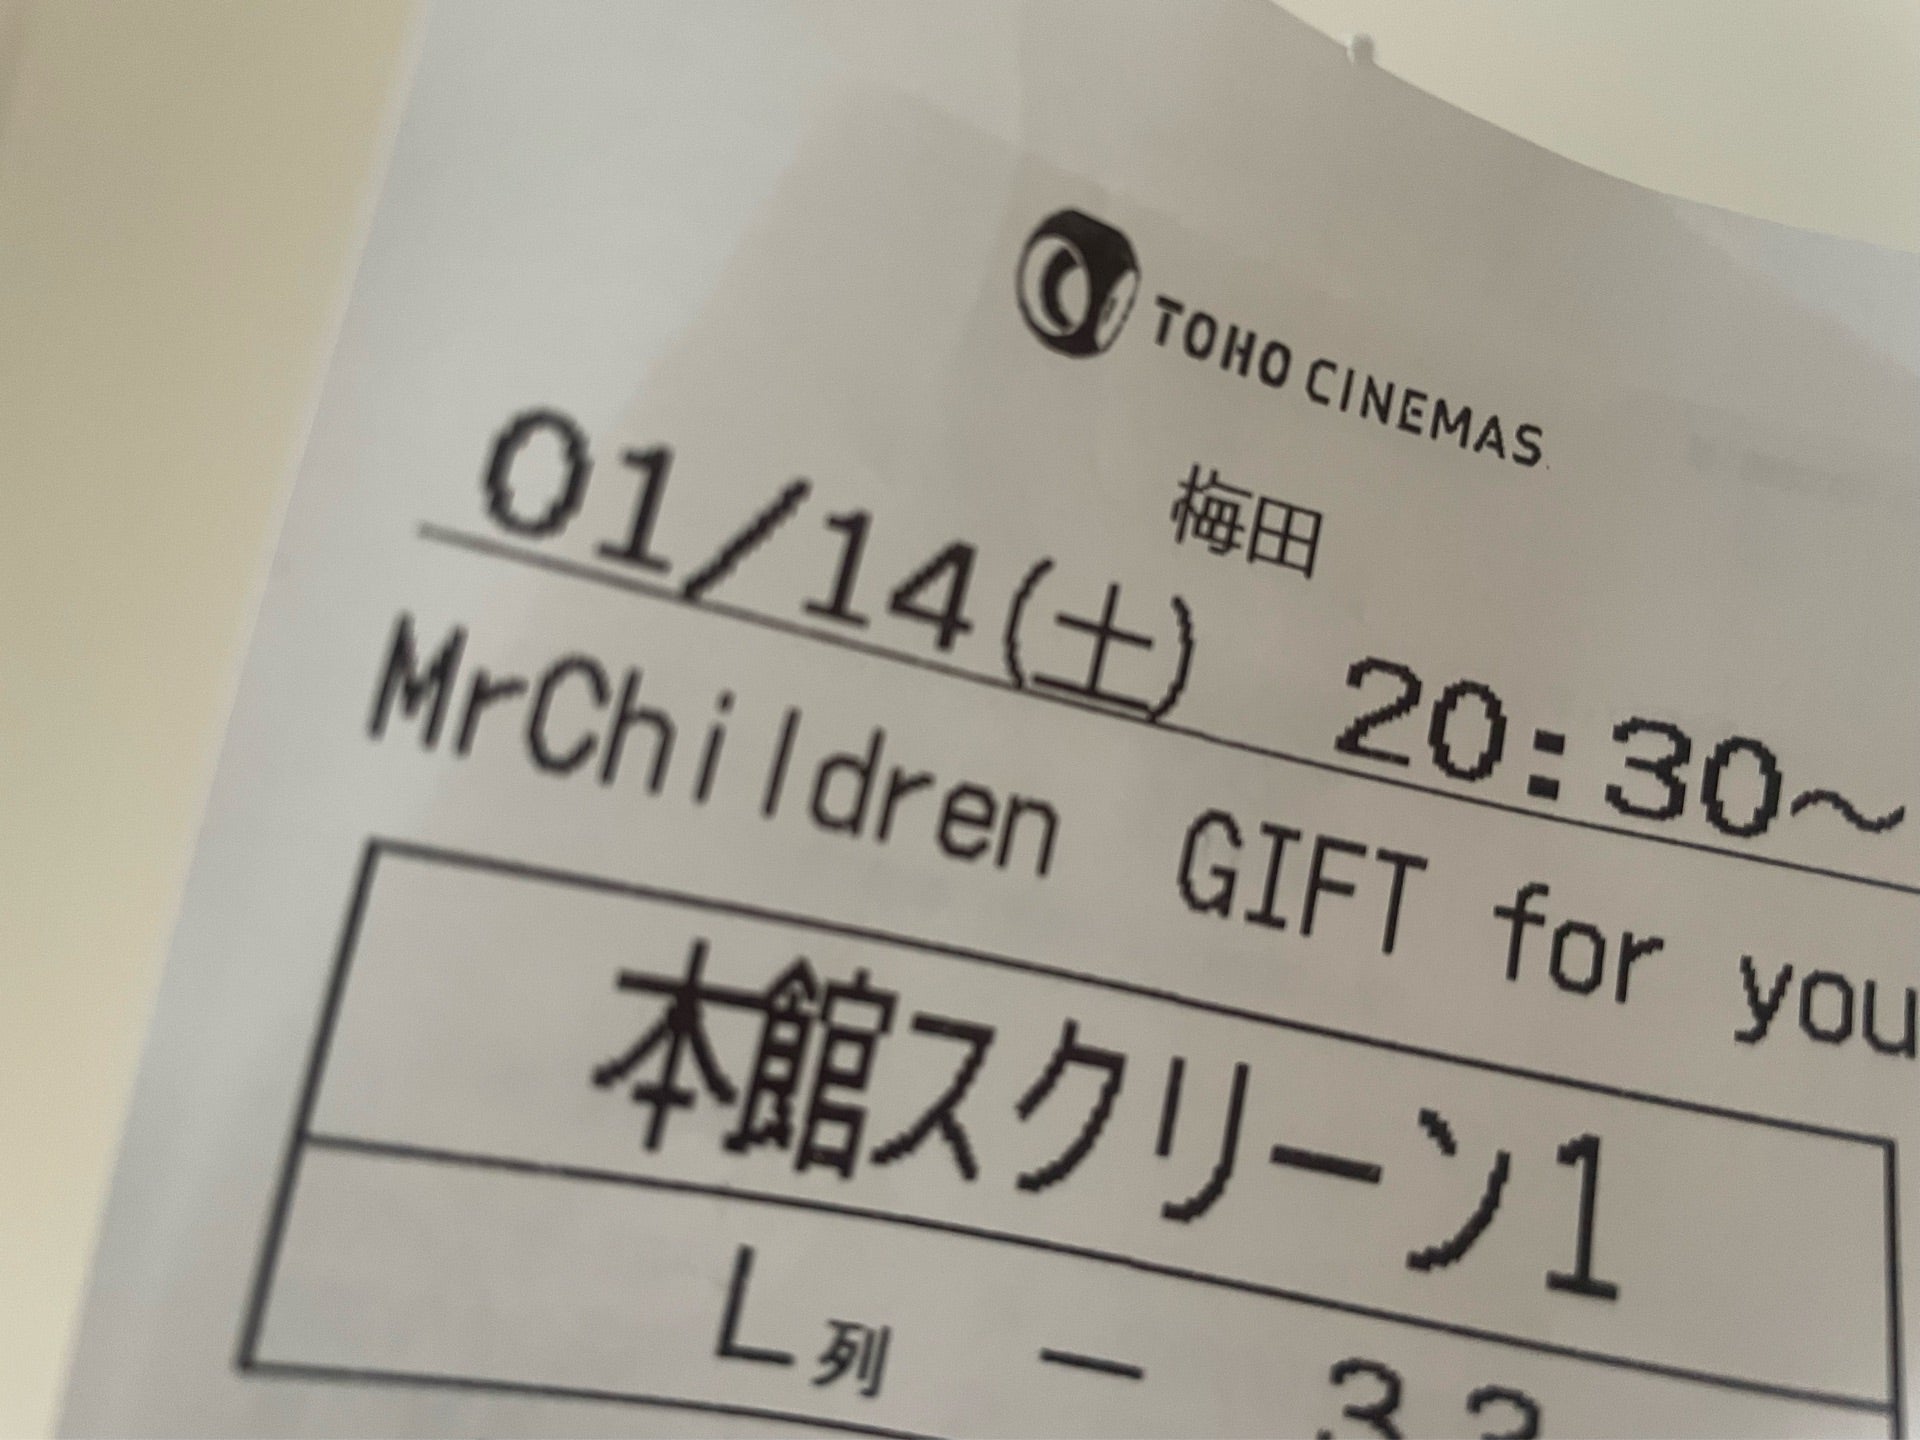 TOHO CINEMAS
梅田
01/14(土) 20:30～
MrChildren GIFT for you
本館スクリーン1
L列 －